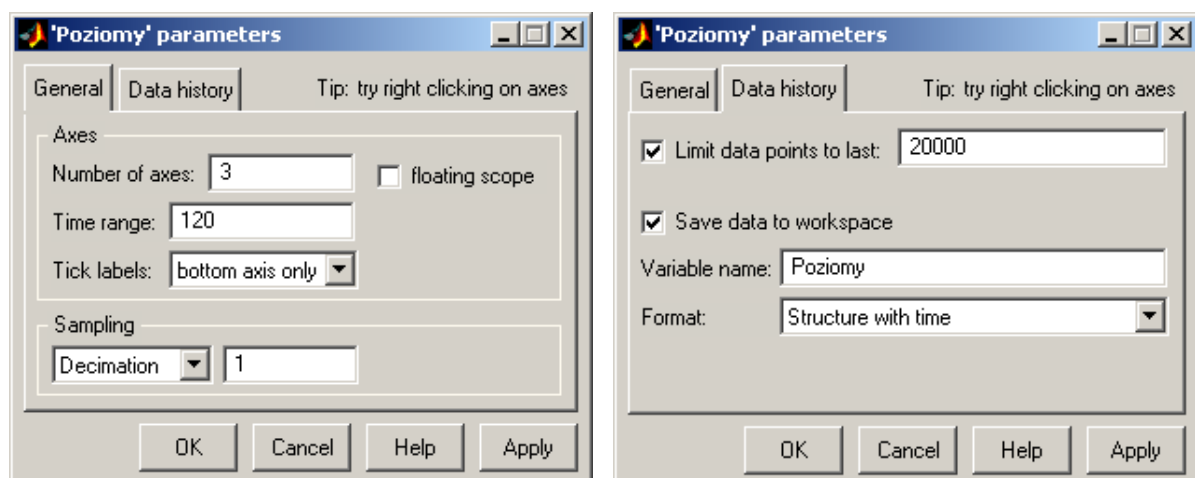 'Poziomy' parameters
General Data history Tip: try right clicking on axes
Axes
Number of axes: 3 floating scope
Time range: 120
Tick labels: bottom axis only
Sampling
Decimation 1
OK Cancel Help Apply
'Poziomy' parameters
General Data history Tip: try right clicking on axes
Limit data points to last: 20000
Save data to workspace
Variable name: Poziomy
Format: Structure with time
OK Cancel Help Apply